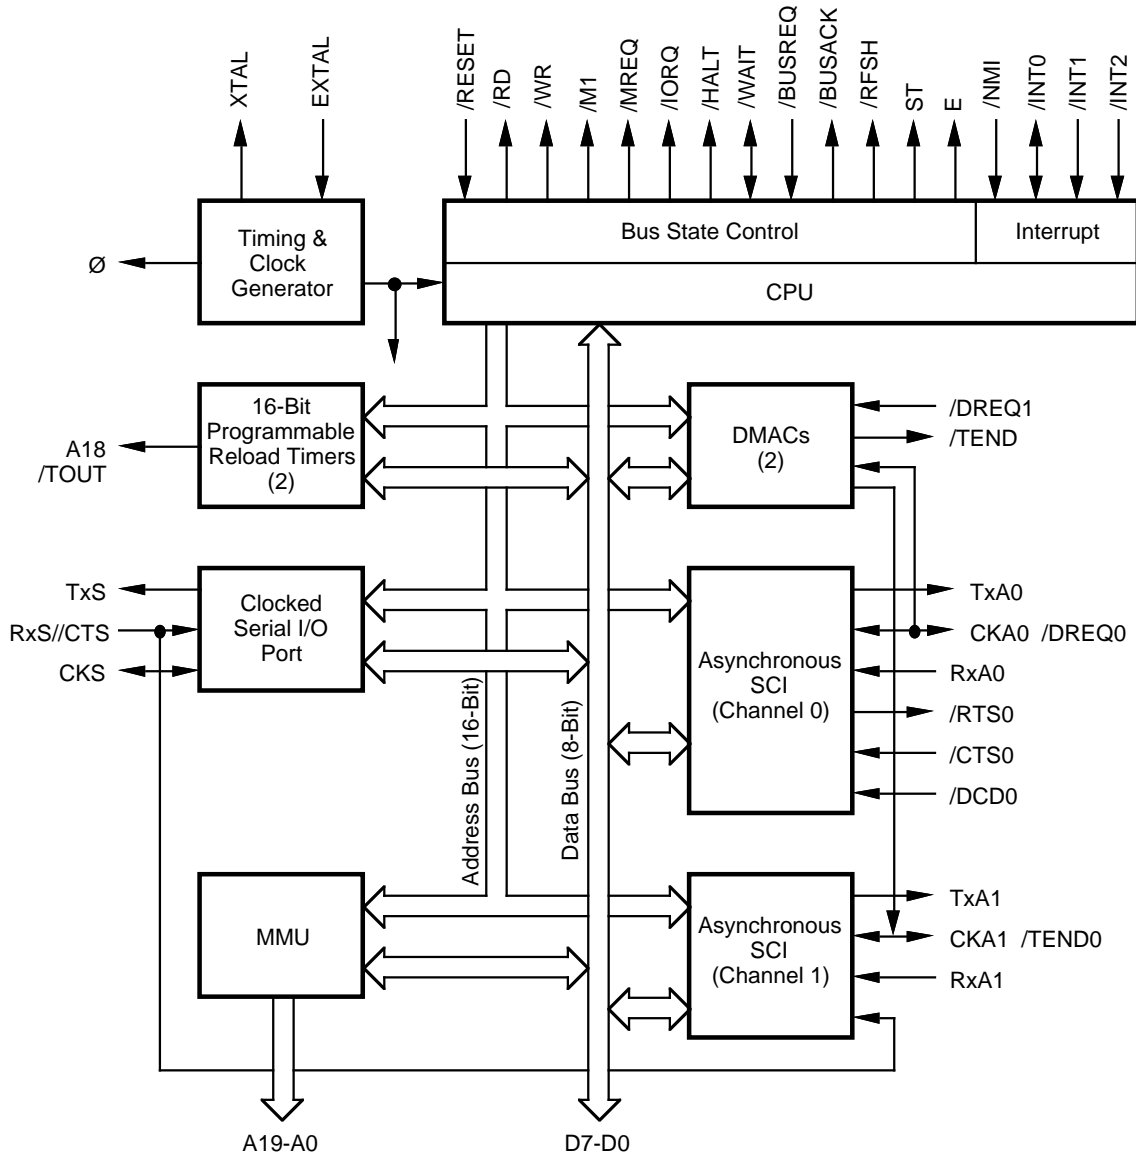 XTAL
EXTAL
/RESET
/RD
/WR
/M1
/MREQ
/IORQ
/HALT
/WAIT
/BUSREQ
/BUSACK
/RFSH
ST
E
/NMI
/INT0
/INT1
/INT2
Ø
Timing &
Clock
Generator
Bus State Control
Interrupt
CPU
A18
/TOUT
16-Bit
Programmable
Reload Timers
(2)
DMACs
(2)
/DREQ1
/TEND
TxS
RxS//CTS
CKS
Clocked
Serial I/O
Port
Address Bus (16-Bit)
Data Bus (8-Bit)
Asynchronous
SCI
(Channel 0)
TxA0
CKA0 /DREQ0
RxA0
/RTS0
/CTS0
/DCD0
MMU
Asynchronous
SCI
(Channel 1)
TxA1
CKA1 /TEND0
RxA1
A19-A0
D7-D0